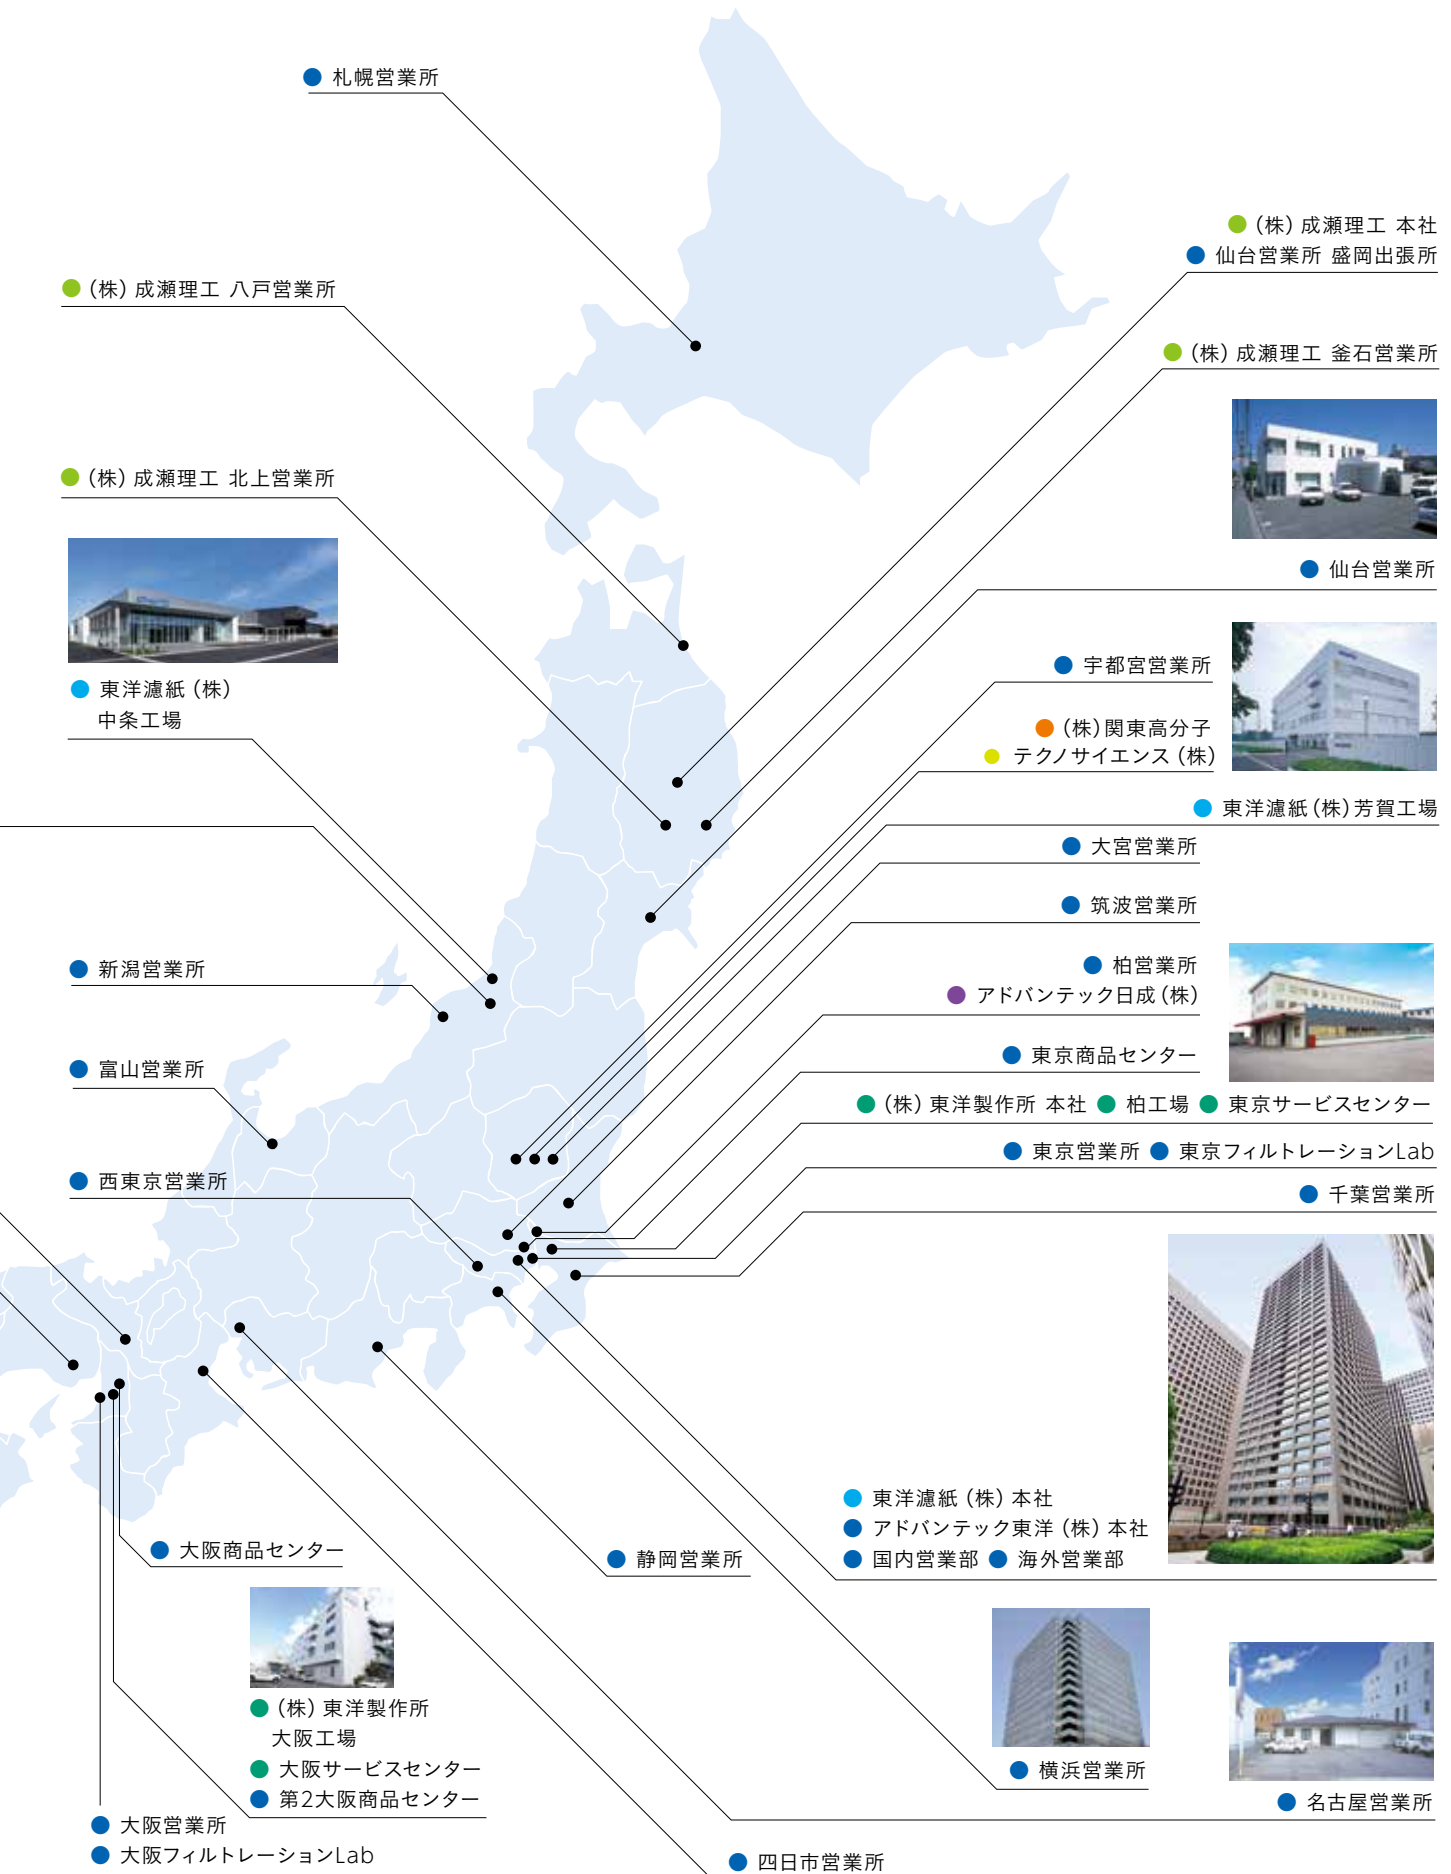 札幌営業所
(株)成瀬理工 本社
仙台営業所 盛岡出張所
(株)成瀬理工 八戸営業所
(株)成瀬理工 釜石営業所
(株)成瀬理工 北上営業所
仙台営業所
宇都宮営業所
東洋濾紙(株)
中条工場
(株)関東高分子
テクノサイエンス(株)
東洋濾紙(株)芳賀工場
大宮営業所
筑波営業所
新潟営業所
柏営業所
アドバンテック日成(株)
富山営業所
東京商品センター
(株)東洋製作所 本社 柏工場 東京サービスセンター
東京営業所 東京フィルトレーションLab
西東京営業所
千葉営業所
東洋濾紙(株)本社
アドバンテック東洋(株)本社
国内営業部 海外営業部
大阪商品センター
静岡営業所
(株)東洋製作所
大阪工場
大阪サービスセンター
第2大阪商品センター
横浜営業所
名古屋営業所
大阪営業所
大阪フィルトレーションLab
四日市営業所